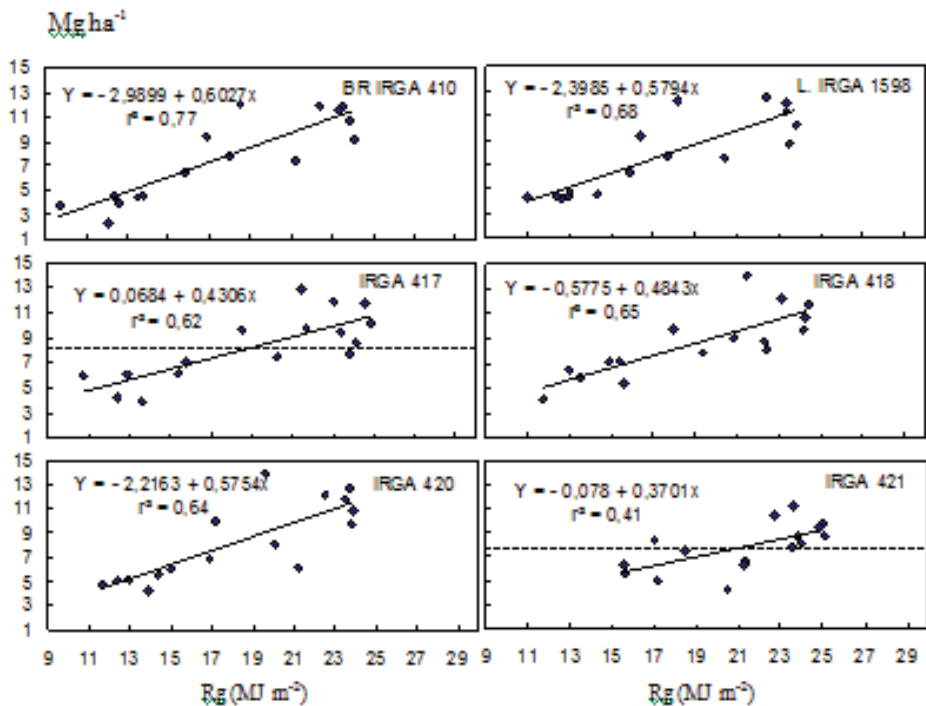 Mg ha⁻¹
Y = -2,9899 + 0,6027x
r² = 0,77
BR IRGA 410
15
13
11
9
7
5
3
1
Y = -2,3985 + 0,5794x
r² = 0,68
L. IRGA 1598
Y = 0,0684 + 0,4306x
r² = 0,62
IRGA 417
15
13
11
9
7
5
3
1
Y = -0,5775 + 0,4843x
r² = 0,65
IRGA 418
Y = -2,2163 + 0,5754x
r² = 0,64
IRGA 420
15
13
11
9
7
5
3
1
Y = -0,078 + 0,3701x
r² = 0,41
IRGA 421
9 11 13 15 17 19 21 23 25 27 29
9 11 13 15 17 19 21 23 25 27 29
Rg (MJ m⁻²)
Rg (MJ m⁻²)